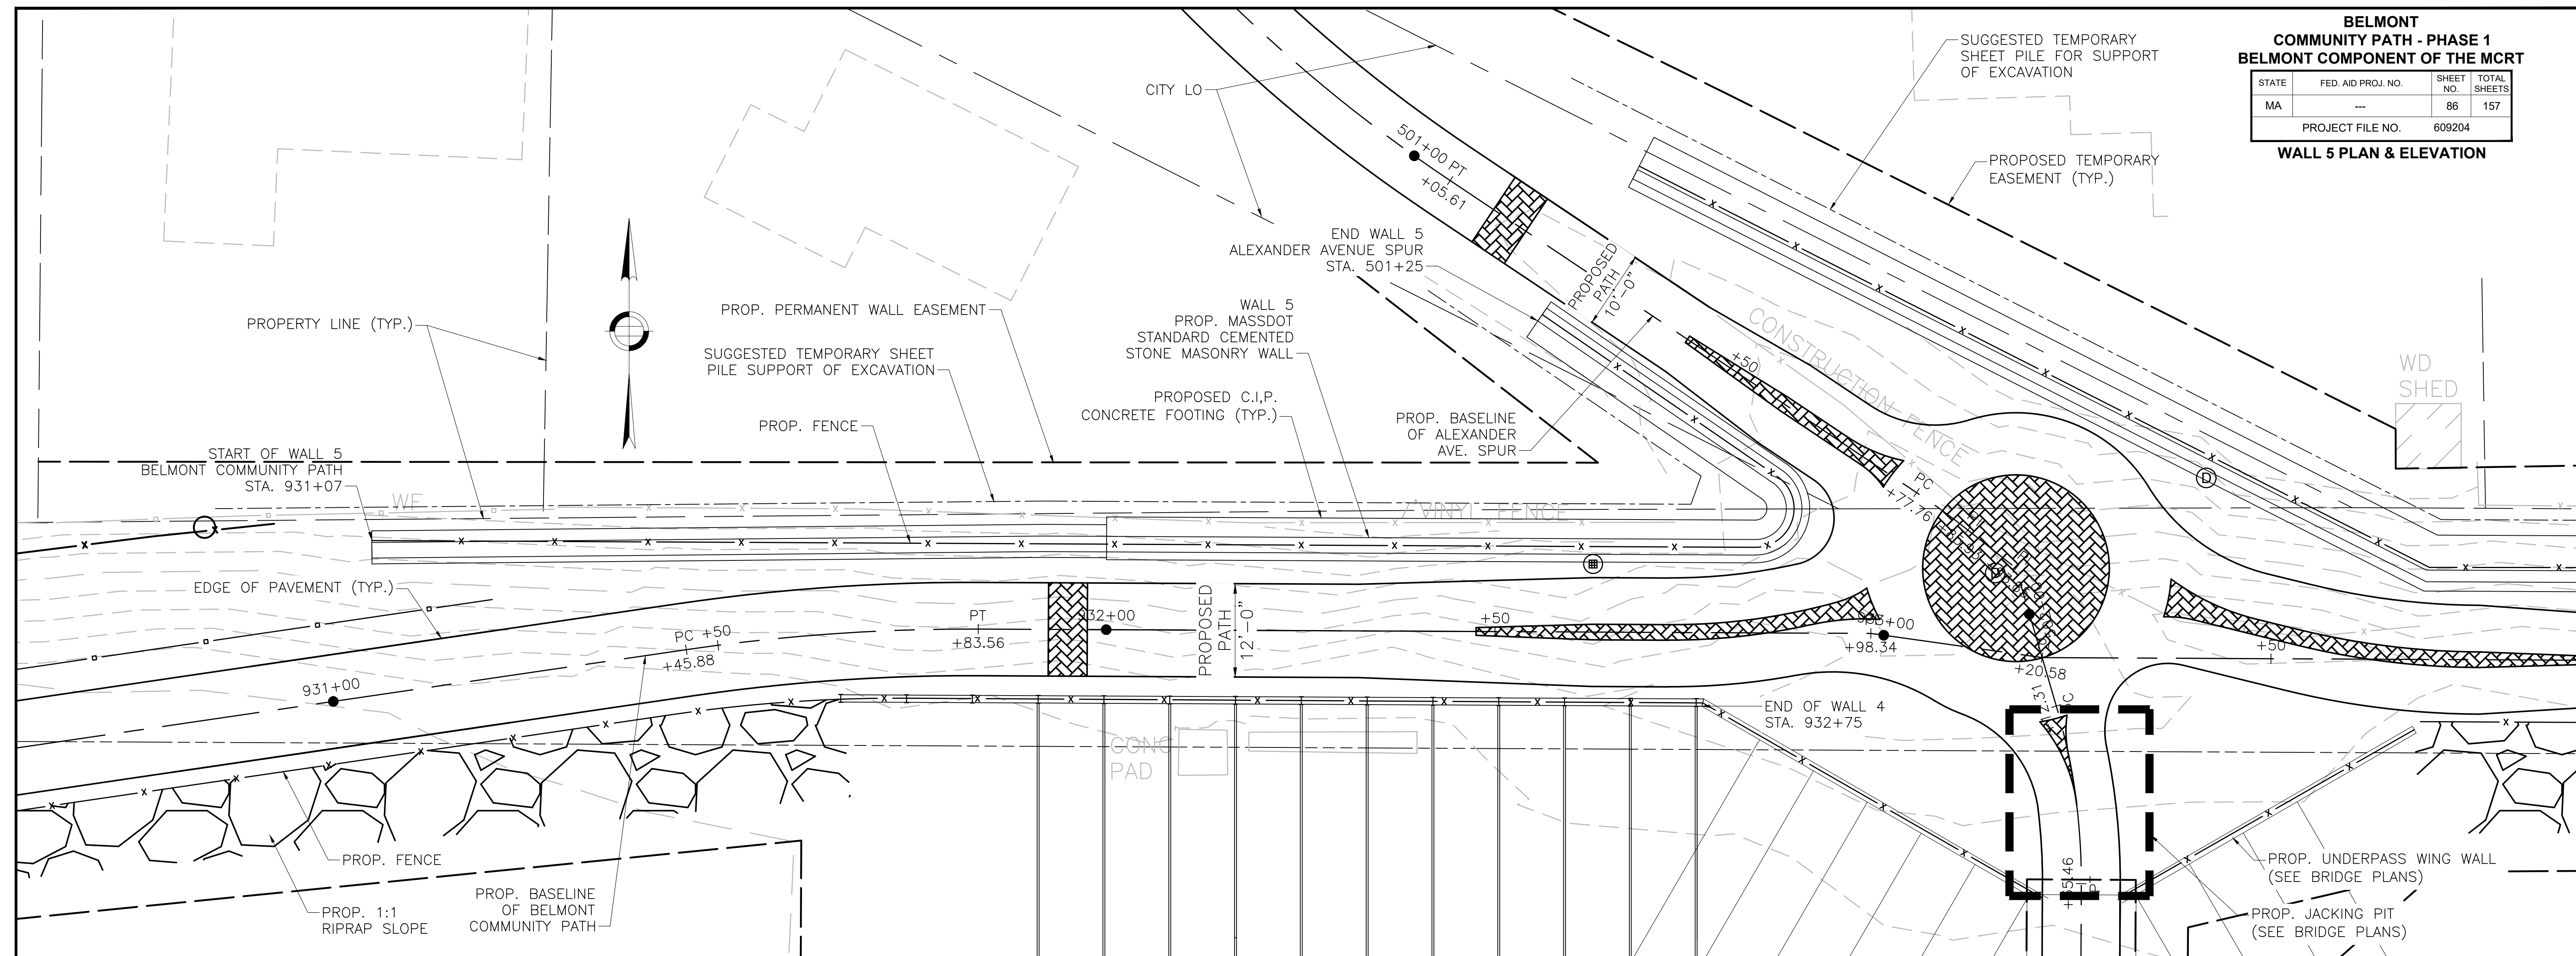 BELMONT
COMMUNITY PATH - PHASE 1
BELMONT COMPONENT OF THE MCRT
STATE
FED. AID PROJ. NO.
SHEET
NO.
TOTAL
SHEETS
MA
---
86
157
PROJECT FILE NO. 609204
WALL 5 PLAN & ELEVATION
SUGGESTED TEMPORARY
SHEET PILE FOR SUPPORT
OF EXCAVATION
PROPOSED TEMPORARY
EASEMENT (TYP.)
CITY LO
501+00
PT
+05.61
END WALL 5
ALEXANDER AVENUE SPUR
STA. 501+25
PROPOSED
PATH
10'-0"
PROPERTY LINE (TYP.)
PROP. PERMANENT WALL EASEMENT
WALL 5
PROP. MASSDOT
STANDARD CEMENTED
STONE MASONRY WALL
SUGGESTED TEMPORARY SHEET
PILE SUPPORT OF EXCAVATION
PROPOSED C.I,P.
CONCRETE FOOTING (TYP.)
PROP. FENCE
PROP. BASELINE
OF ALEXANDER
AVE. SPUR
+50
CONSTRUCTION FENCE
WD
SHED
START OF WALL 5
BELMONT COMMUNITY PATH
STA. 931+07
WF
VINYL FENCE
PC
+77.76
D
EDGE OF PAVEMENT (TYP.)
PROPOSED
PATH
12'-0"
932+00
PT
+83.56
PC +50
+45.88
931+00
+50
933+00
+98.34
+20.58
+50
END OF WALL 4
STA. 932+75
CONC
PAD
PROP. FENCE
PROP. 1:1
RIPRAP SLOPE
PROP. BASELINE
OF BELMONT
COMMUNITY PATH
PROP. UNDERPASS WING WALL
(SEE BRIDGE PLANS)
PROP. JACKING PIT
(SEE BRIDGE PLANS)